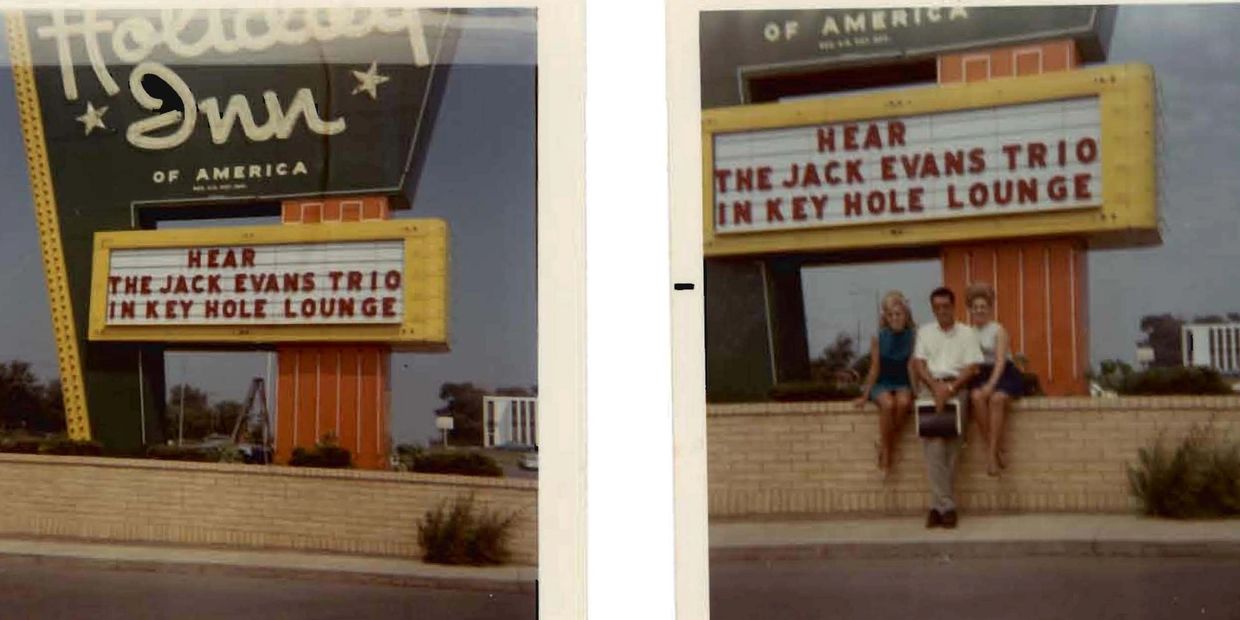 Holiday
Inn
OF AMERICA
HEAR
THE JACK EVANS TRIO
IN KEY HOLE LOUNGE
OF AMERICA
HEAR
THE JACK EVANS TRIO
IN KEY HOLE LOUNGE